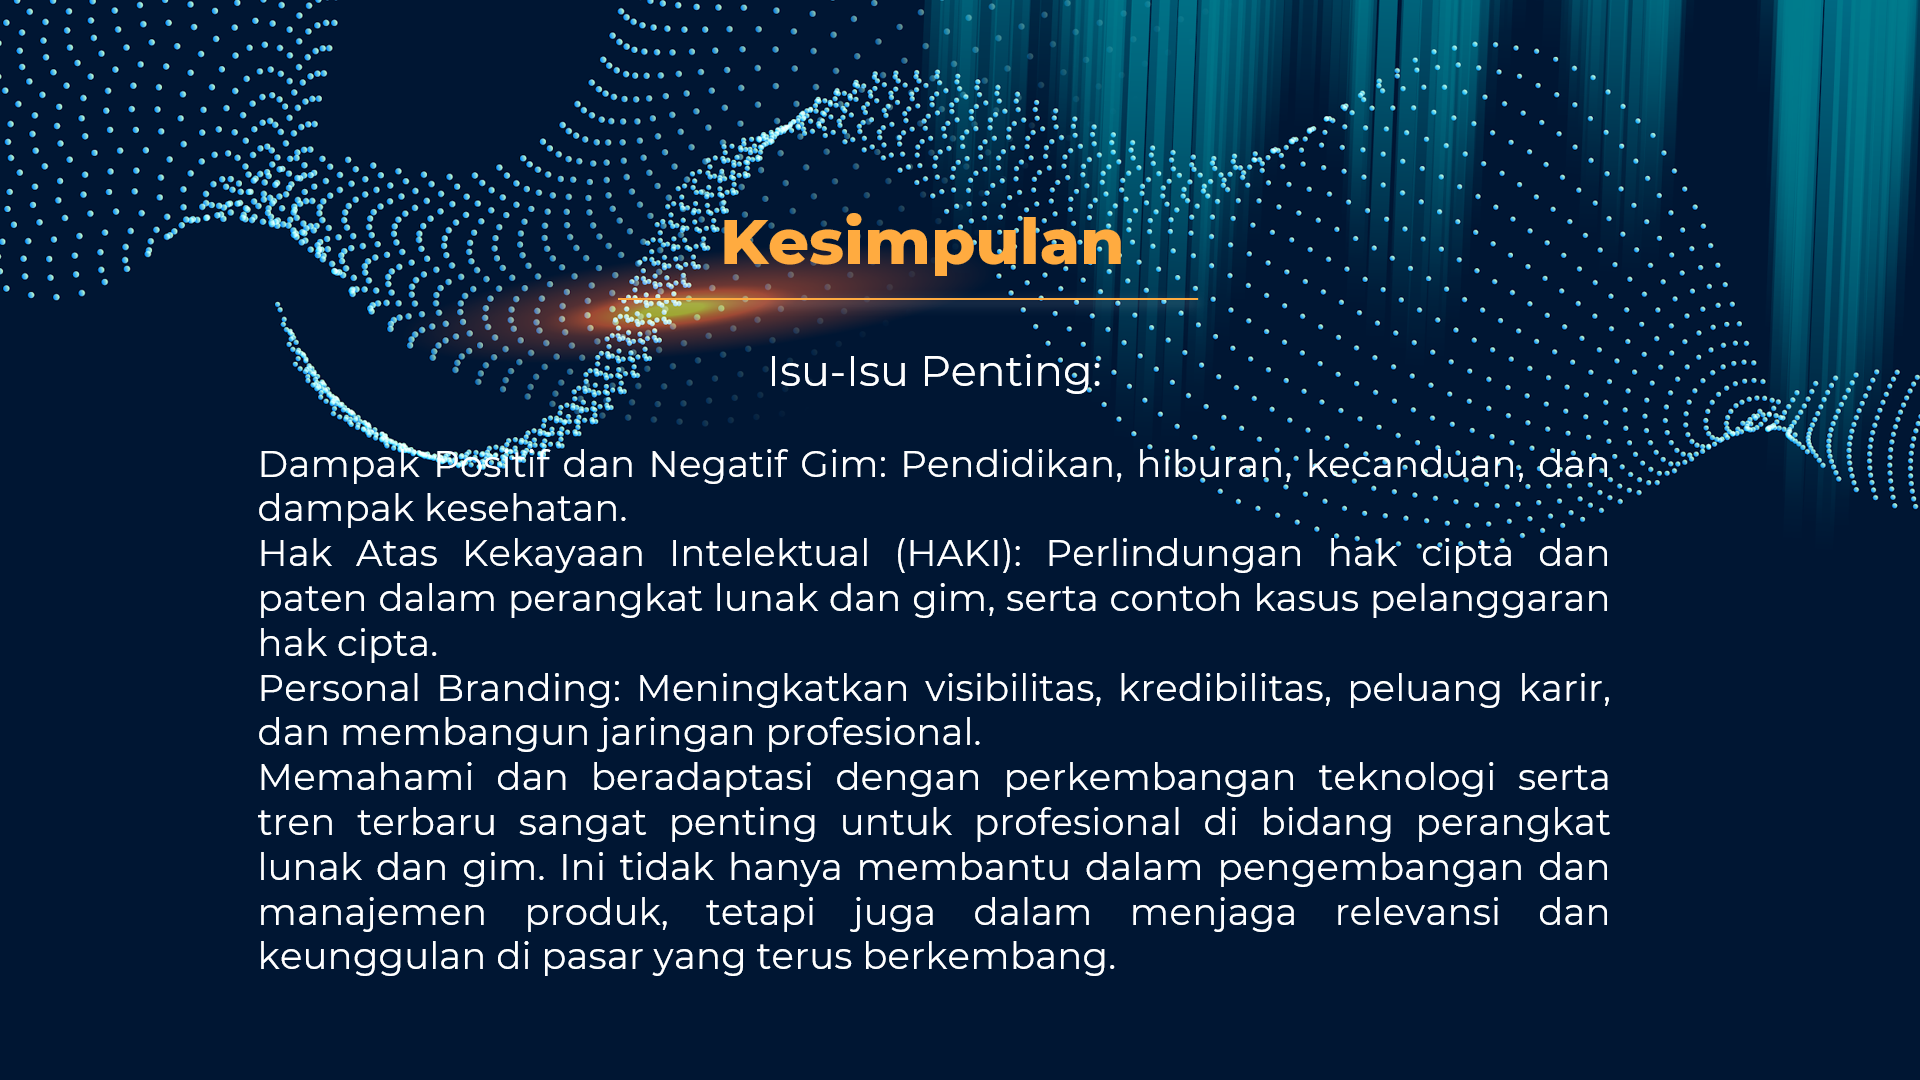 Kesimpulan
Isu-Isu Penting:
Dampak Positif dan Negatif Gim: Pendidikan, hiburan, kecanduan, dan
dampak kesehatan.
Hak Atas Kekayaan Intelektual (HAKI): Perlindungan hak cipta dan
paten dalam perangkat lunak dan gim, serta contoh kasus pelanggaran
hak cipta.
Personal Branding: Meningkatkan visibilitas, kredibilitas, peluang karir,
dan membangun jaringan profesional.
Memahami dan beradaptasi dengan perkembangan teknologi serta
tren terbaru sangat penting untuk profesional di bidang perangkat
lunak dan gim. Ini tidak hanya membantu dalam pengembangan dan
manajemen produk, tetapi juga dalam menjaga relevansi dan
keunggulan di pasar yang terus berkembang.